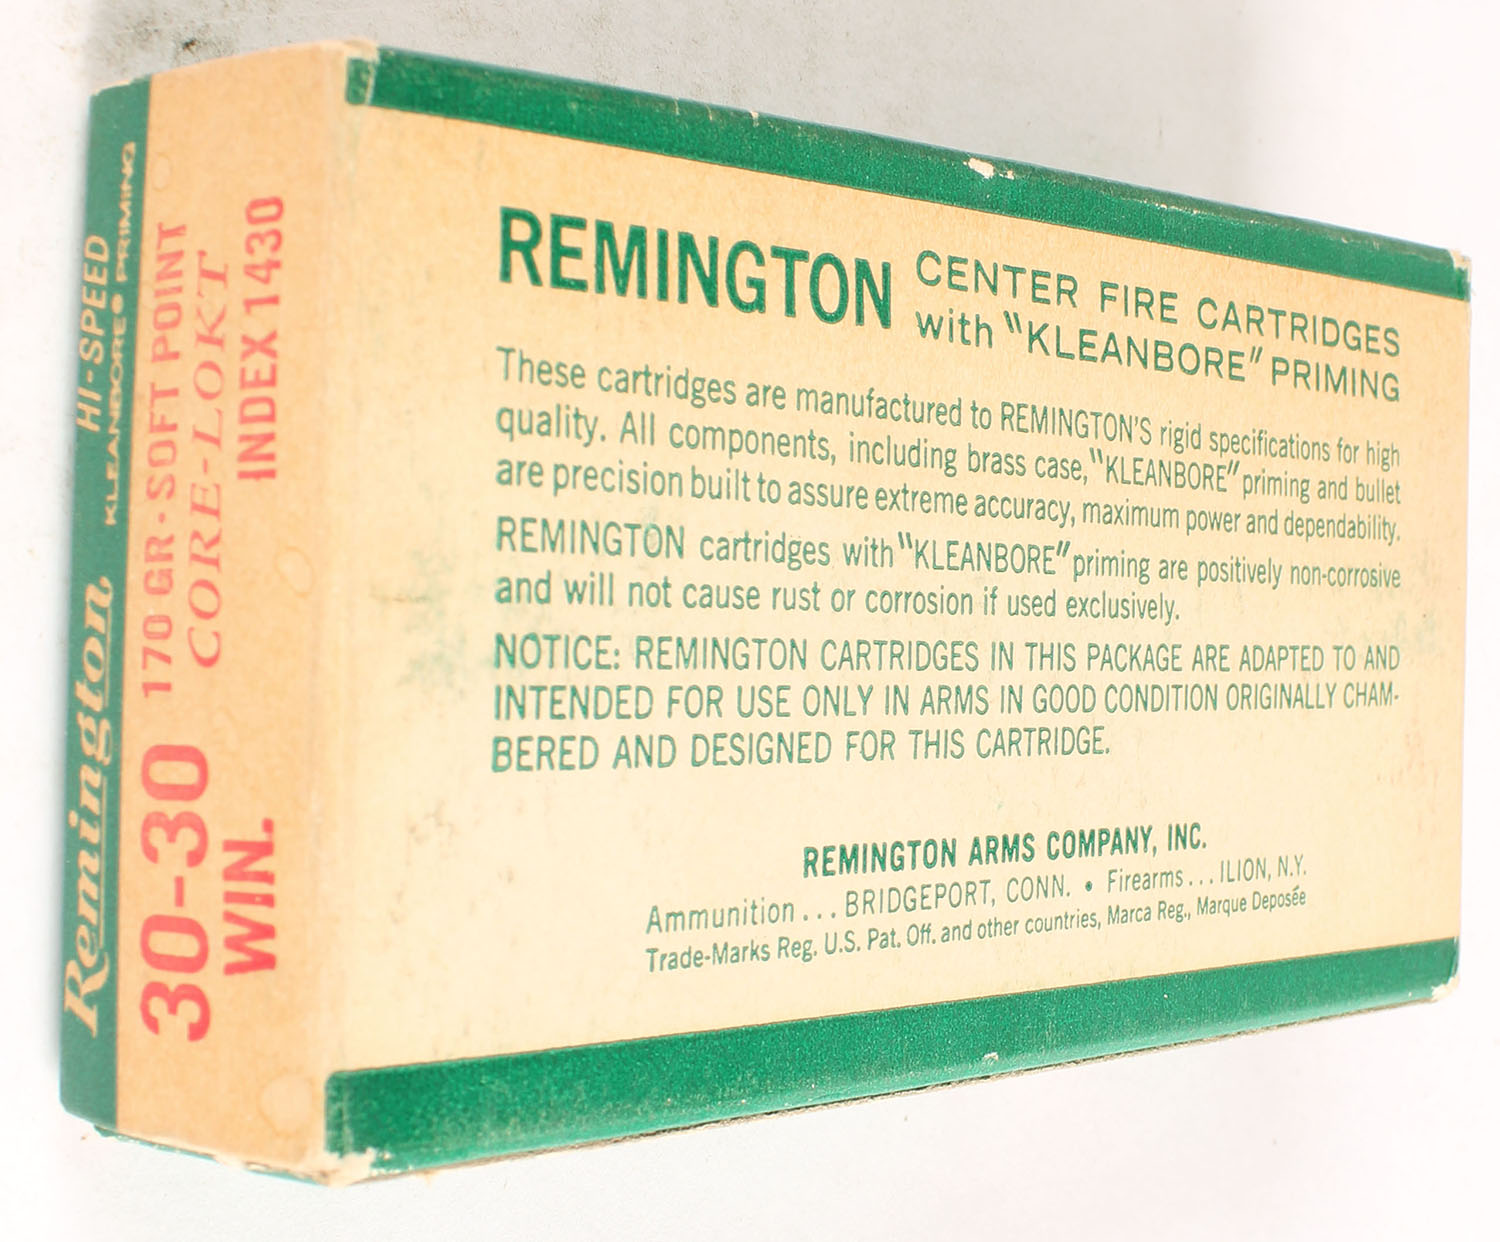 Remington HI-SPEED
KLEANBORE® PRIMING
30-30 170 GR.-SOFT POINT
CORE-LOKT
WIN. INDEX 1430
REMINGTON CENTER FIRE CARTRIDGES
with "KLEANBORE" PRIMING
These cartridges are manufactured to REMINGTON'S rigid specifications for high
quality. All components, including brass case, "KLEANBORE" priming and bullet
are precision built to assure extreme accuracy, maximum power and dependability.
REMINGTON cartridges with "KLEANBORE" priming are positively non-corrosive
and will not cause rust or corrosion if used exclusively.
NOTICE: REMINGTON CARTRIDGES IN THIS PACKAGE ARE ADAPTED TO AND
INTENDED FOR USE ONLY IN ARMS IN GOOD CONDITION ORIGINALLY CHAM-
BERED AND DESIGNED FOR THIS CARTRIDGE.
REMINGTON ARMS COMPANY, INC.
Ammunition... BRIDGEPORT, CONN. • Firearms... ILION, N.Y.
Trade-Marks Reg. U.S. Pat. Off. and other countries, Marca Reg., Marque Deposée